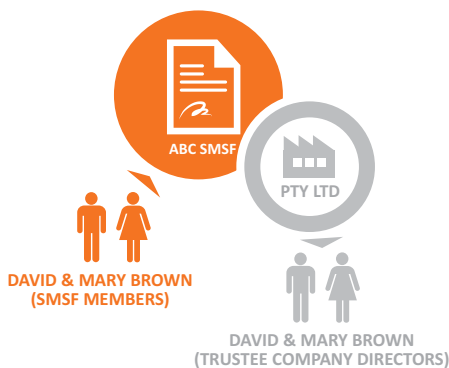 ABC SMSF
PTY LTD
DAVID & MARY BROWN
(SMSF MEMBERS)
DAVID & MARY BROWN
(TRUSTEE COMPANY DIRECTORS)